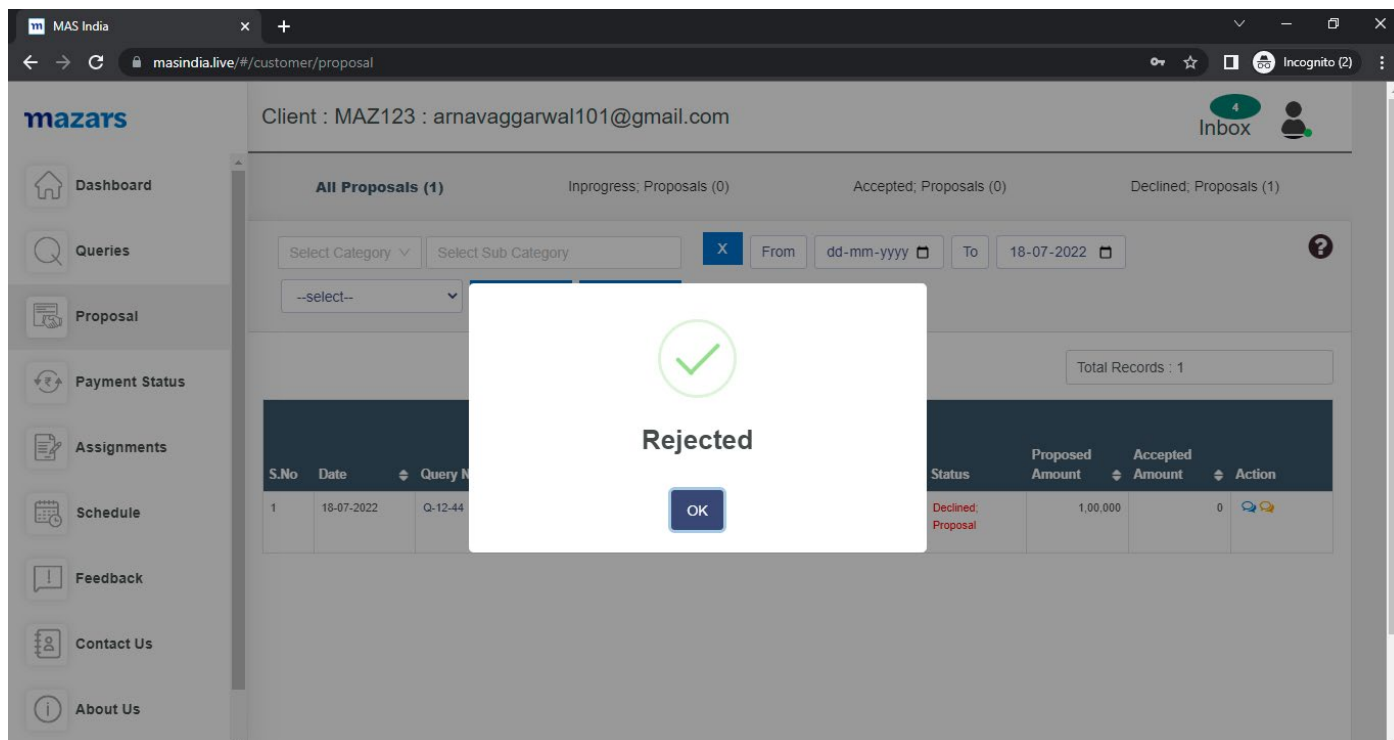 MAS India
masindia.live/#/customer/proposal
Incognito (2)
mazars
Client : MAZ123 : arnavaggarwal101@gmail.com
4
Inbox
Dashboard
Queries
Proposal
Payment Status
Assignments
Schedule
Feedback
Contact Us
About Us
All Proposals (1) Inprogress; Proposals (0) Accepted; Proposals (0) Declined; Proposals (1)
Select Category Select Sub Category X From dd-mm-yyyy To 18-07-2022
--select--
Total Records : 1
Rejected
OK
S.No Date Query N Status Proposed Amount Accepted Amount Action
1 18-07-2022 Q-12-44 Declined; Proposal 1,00,000 0